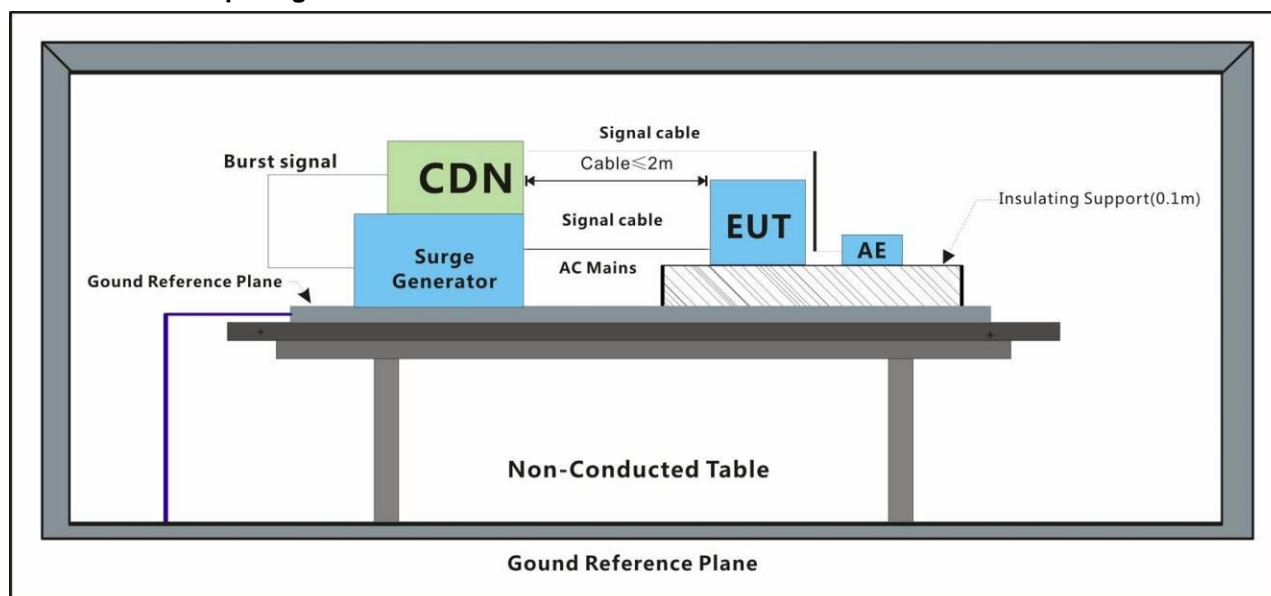 Signal cable
Burst signal
Cable≤2m
CDN
Insulating Support(0.1m)
Signal cable
EUT
Surge
Generator
AE
AC Mains
Gound Reference Plane
Non-Conducted Table
Gound Reference Plane